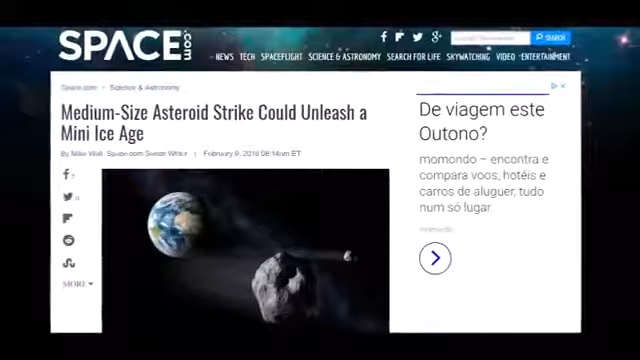 SPACE.com
SEARCH
NEWS TECH SPACEFLIGHT SCIENCE & ASTRONOMY SEARCH FOR LIFE SKYWATCHING VIDEO ENTERTAINMENT
Space.com > Science & Astronomy
Medium-Size Asteroid Strike Could Unleash a
Mini Ice Age
By Mike Wall, Space.com Senior Writer | February 9, 2016 08:14am ET
MORE
De viagem este
Outono?
momondo – encontra e
compara voos, hotéis e
carros de aluguer, tudo
num só lugar.
momondo